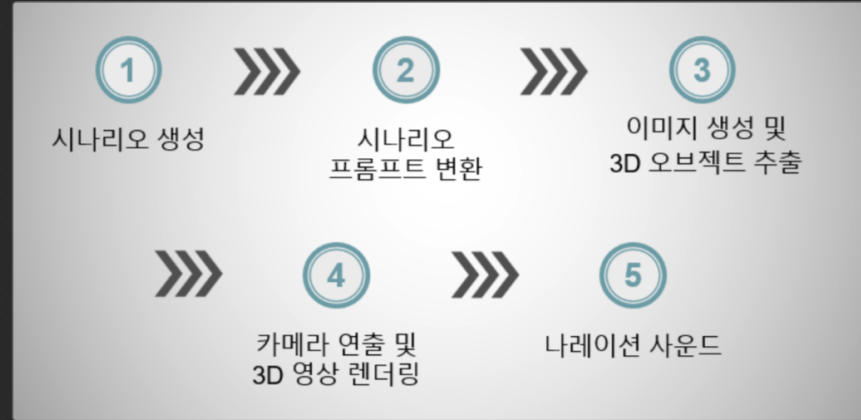 1
시나리오 생성
2
시나리오
프롬프트 변환
3
이미지 생성 및
3D 오브젝트 추출
4
카메라 연출 및
3D 영상 렌더링
5
나레이션 사운드